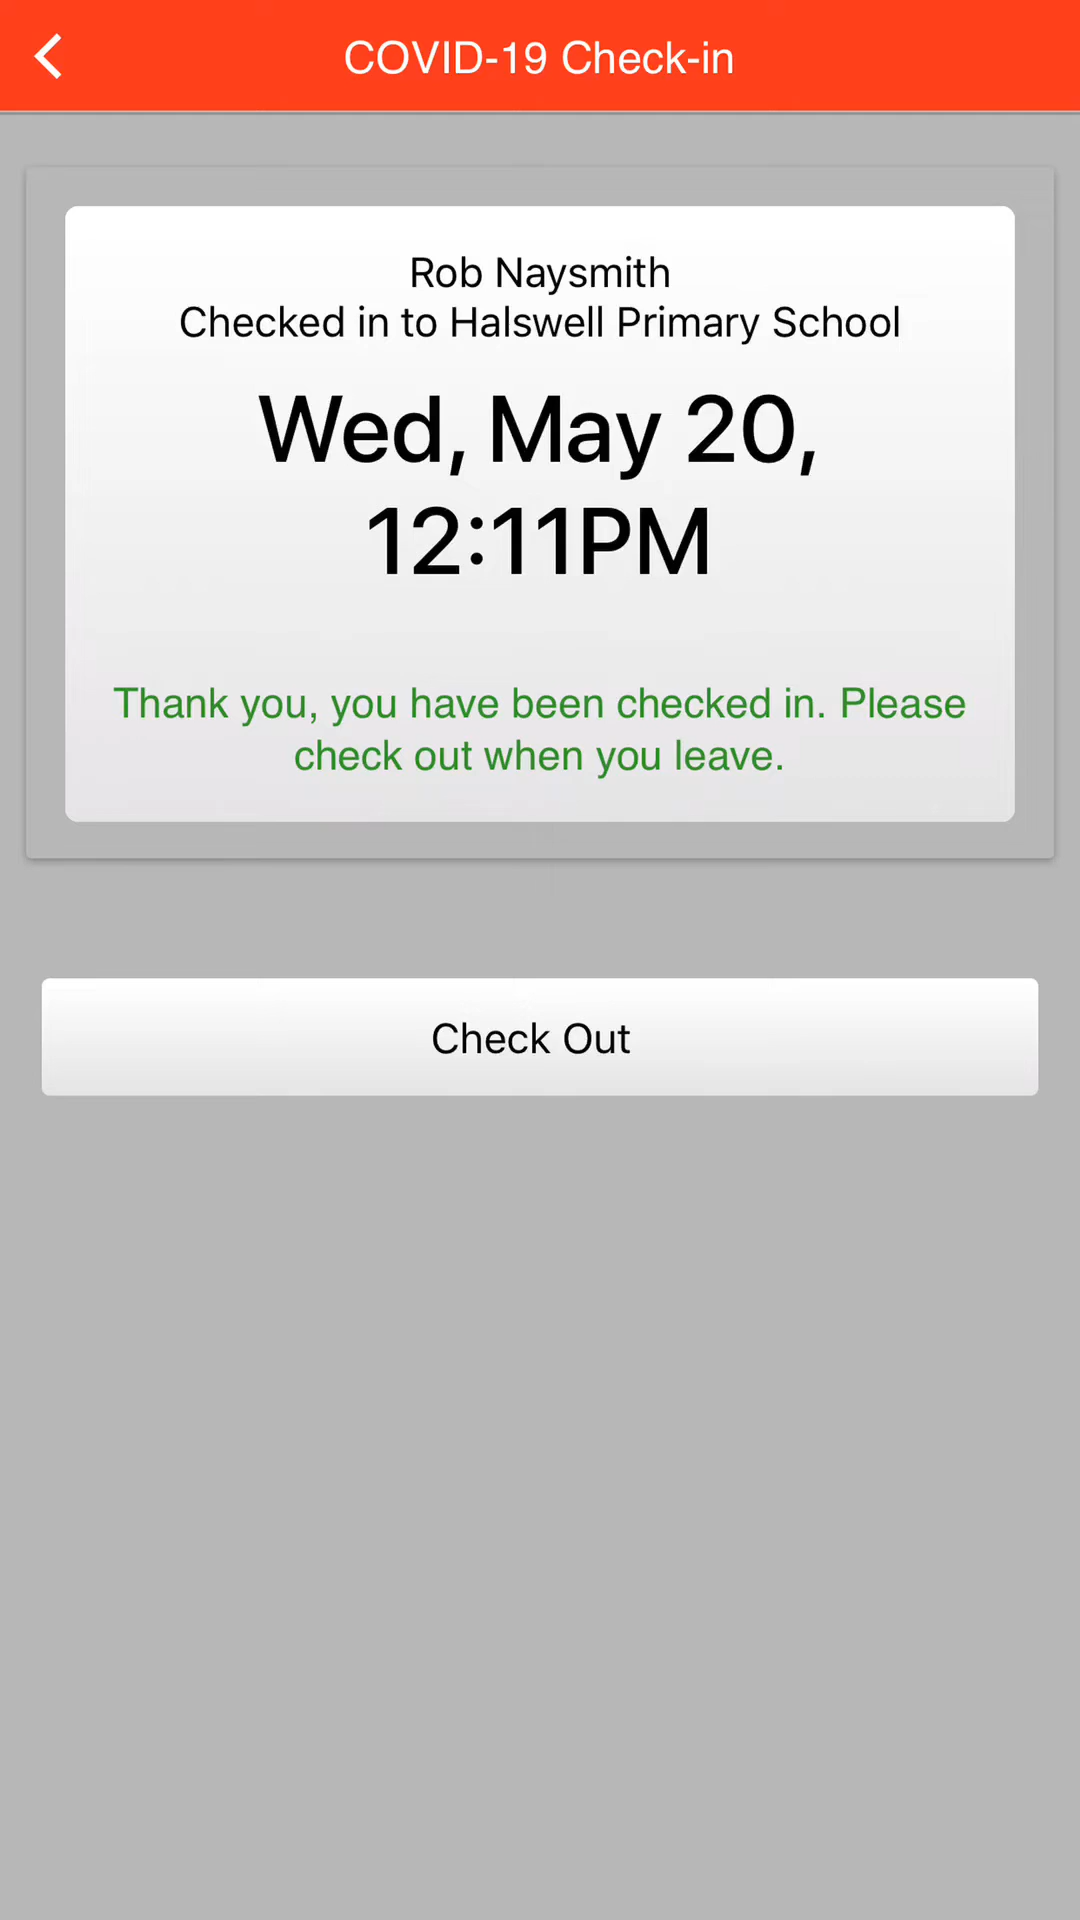 COVID-19 Check-in
Rob Naysmith
Checked in to Halswell Primary School
Wed, May 20,
12:11PM
Thank you, you have been checked in. Please
check out when you leave.
Check Out